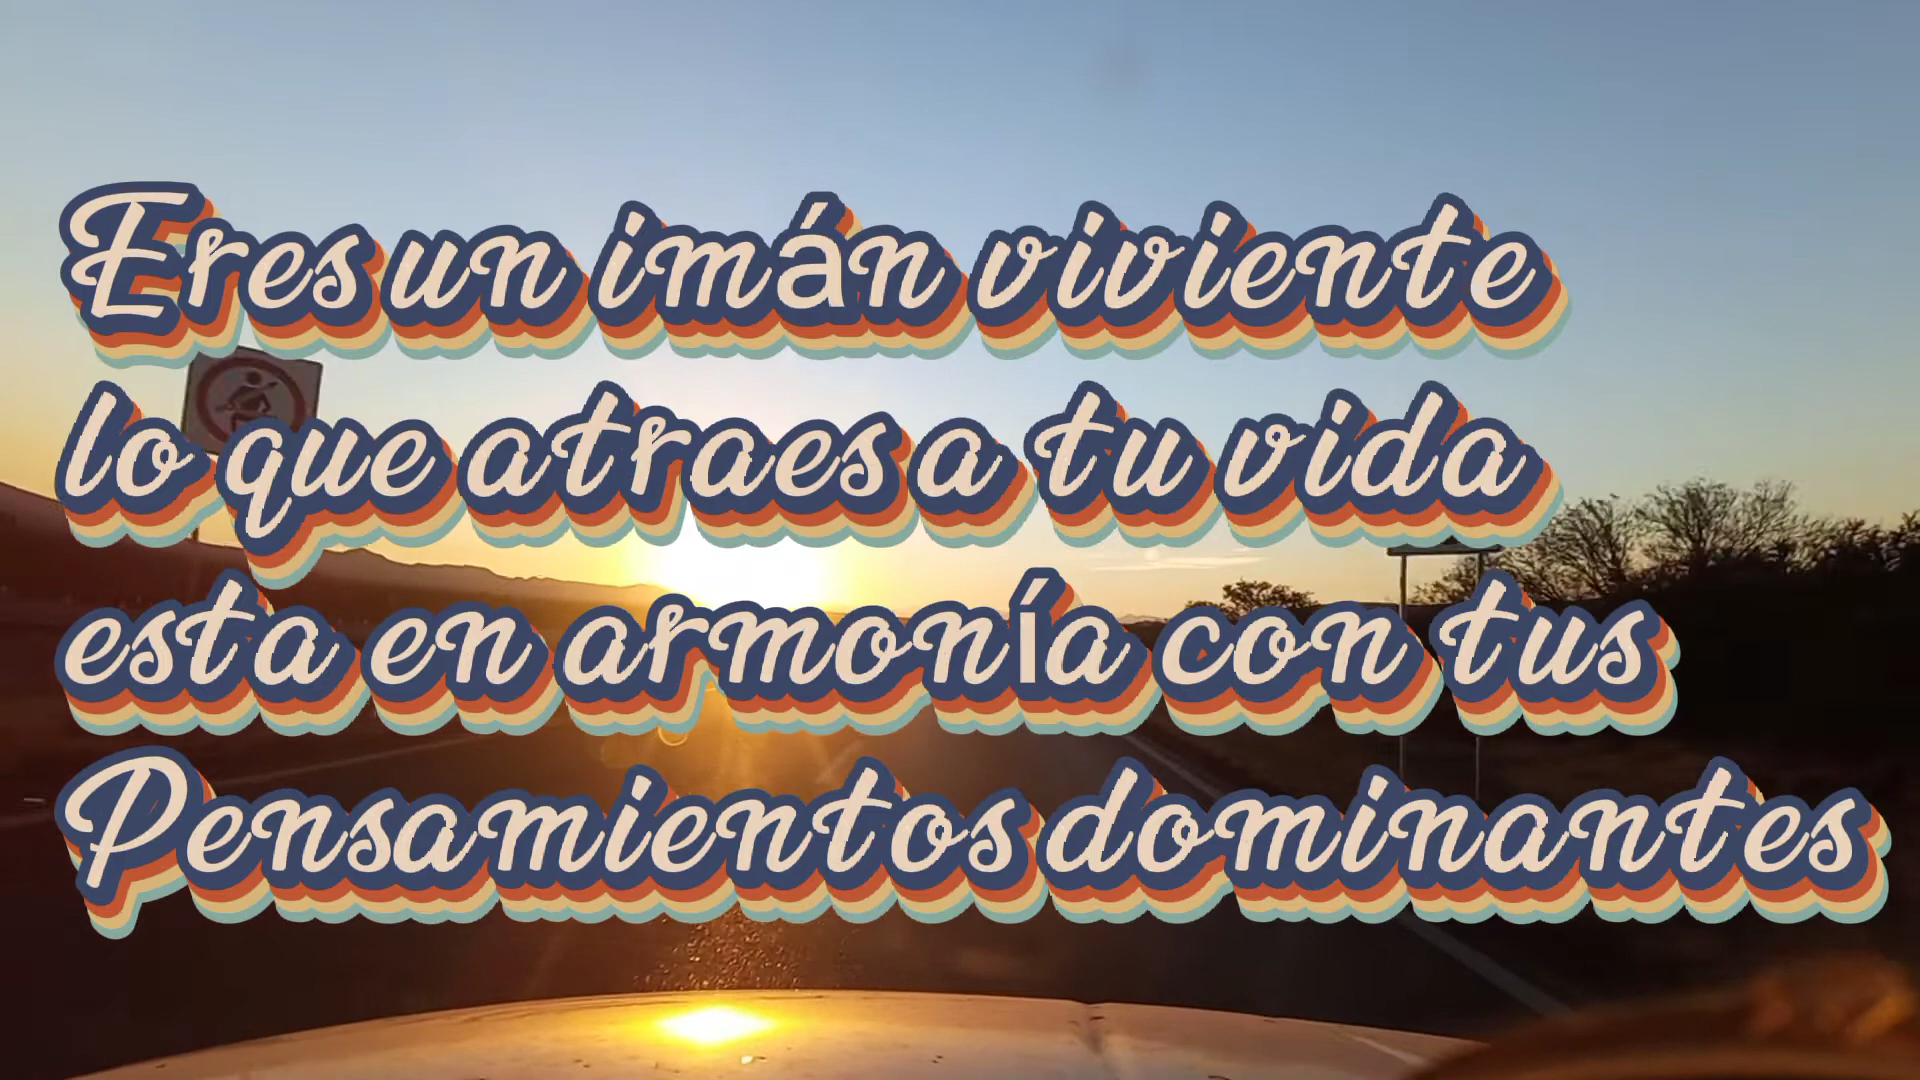 Eres un imán viviente
lo que atraes a tu vida
esta en armonía con tus
Pensamientos dominantes